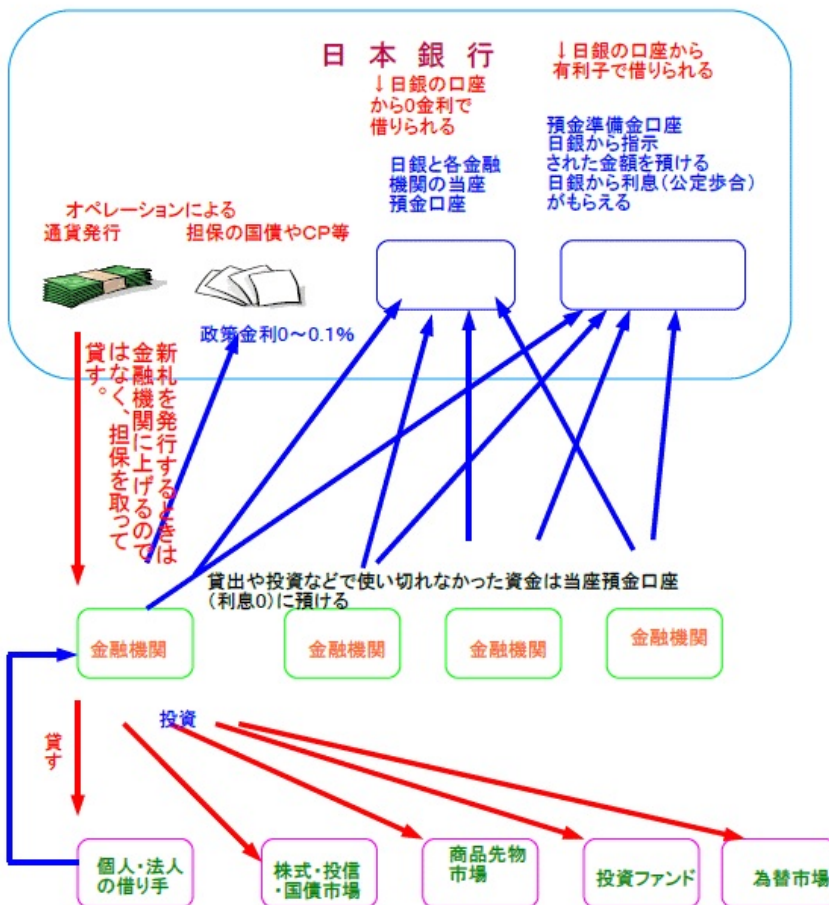 日 本 銀 行
↓日銀の口座
から0金利で
借りられる
↓日銀の口座から
有利子で借りられる
日銀と各金融
機関の当座
預金口座
預金準備金口座
日銀から指示
された金額を預ける
日銀から利息(公定歩合)
がもらえる
オペレーションによる
通貨発行
担保の国債やCP等
政策金利0～0.1%
新札を発行するときは
金融機関に上げるので
はなく、担保を取って
貸す。
貸出や投資などで使い切れなかった資金は当座預金口座
(利息0)に預ける
金融機関
金融機関
金融機関
金融機関
貸す
投資
個人・法人
の借り手
株式・投信
・国債市場
商品先物
市場
投資ファンド
為替市場